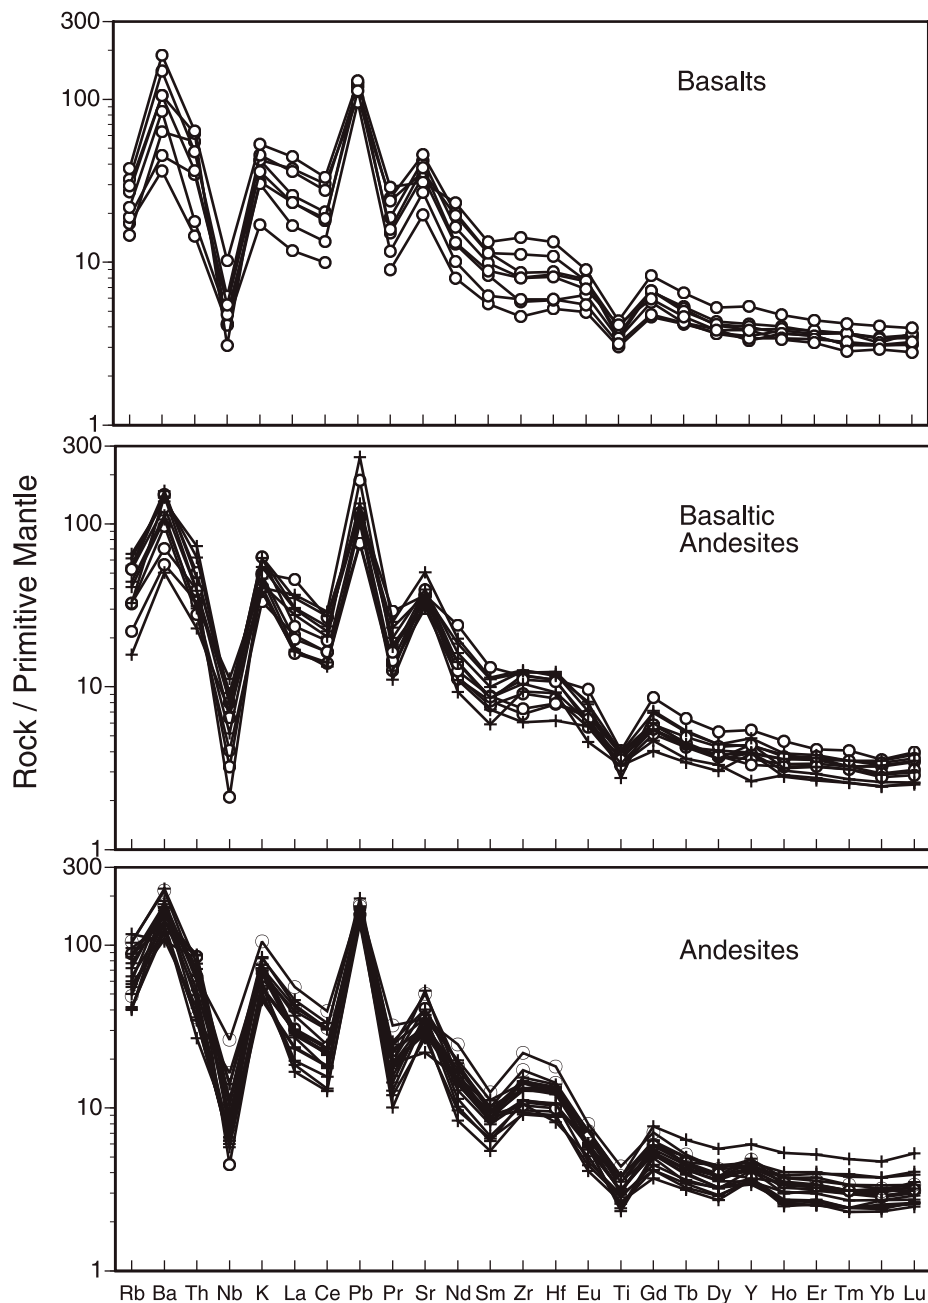 Rock / Primitive Mantle
300
100
10
1
Basalts
300
100
10
1
Basaltic
Andesites
300
100
10
1
Andesites
Rb Ba Th Nb K La Ce Pb Pr Sr Nd Sm Zr Hf Eu Ti Gd Tb Dy Y Ho Er Tm Yb Lu